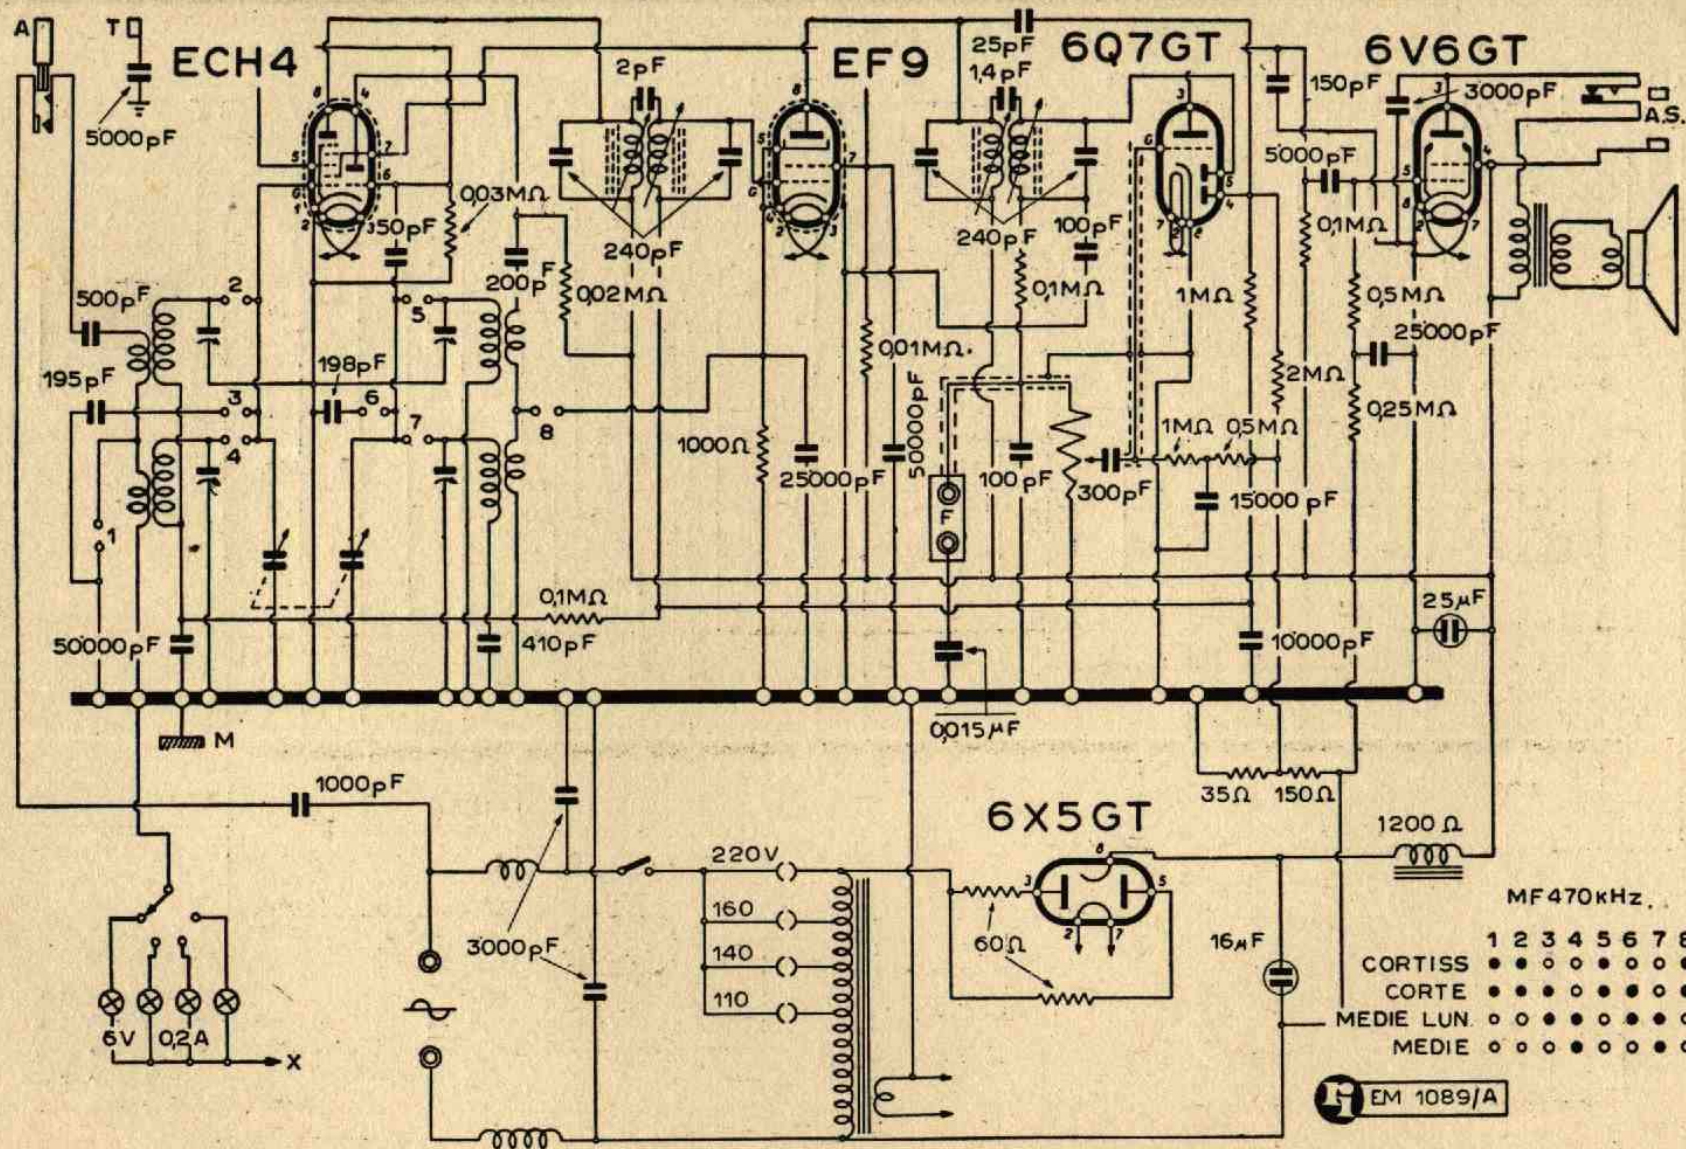 A
T
ECH4
EF9
6Q7GT
6V6GT
5000pF
2pF
25pF
1,4pF
150pF
3000pF
A.S.
5000pF
0,03MΩ
50pF
240pF
240pF
100pF
0,1MΩ
500pF
200p
0,02MΩ
0,1MΩ
1MΩ
0,5MΩ
25000pF
195pF
198pF
0,01MΩ
2MΩ
0,25MΩ
2
3
4
5
6
7
8
1
1000Ω
25000pF
50000pF
100pF
300pF
1MΩ
0,5MΩ
15000pF
F
0,1MΩ
25µF
50000pF
410pF
10000pF
M
0,015µF
1000pF
35Ω
150Ω
6X5GT
1200Ω
220V
160
140
110
3000pF
60Ω
16µF
6V
0,2A
X
MF 470kHz.
1 2 3 4 5 6 7 8
CORTISS
CORTE
MEDIE LUN
MEDIE
EM 1089/A